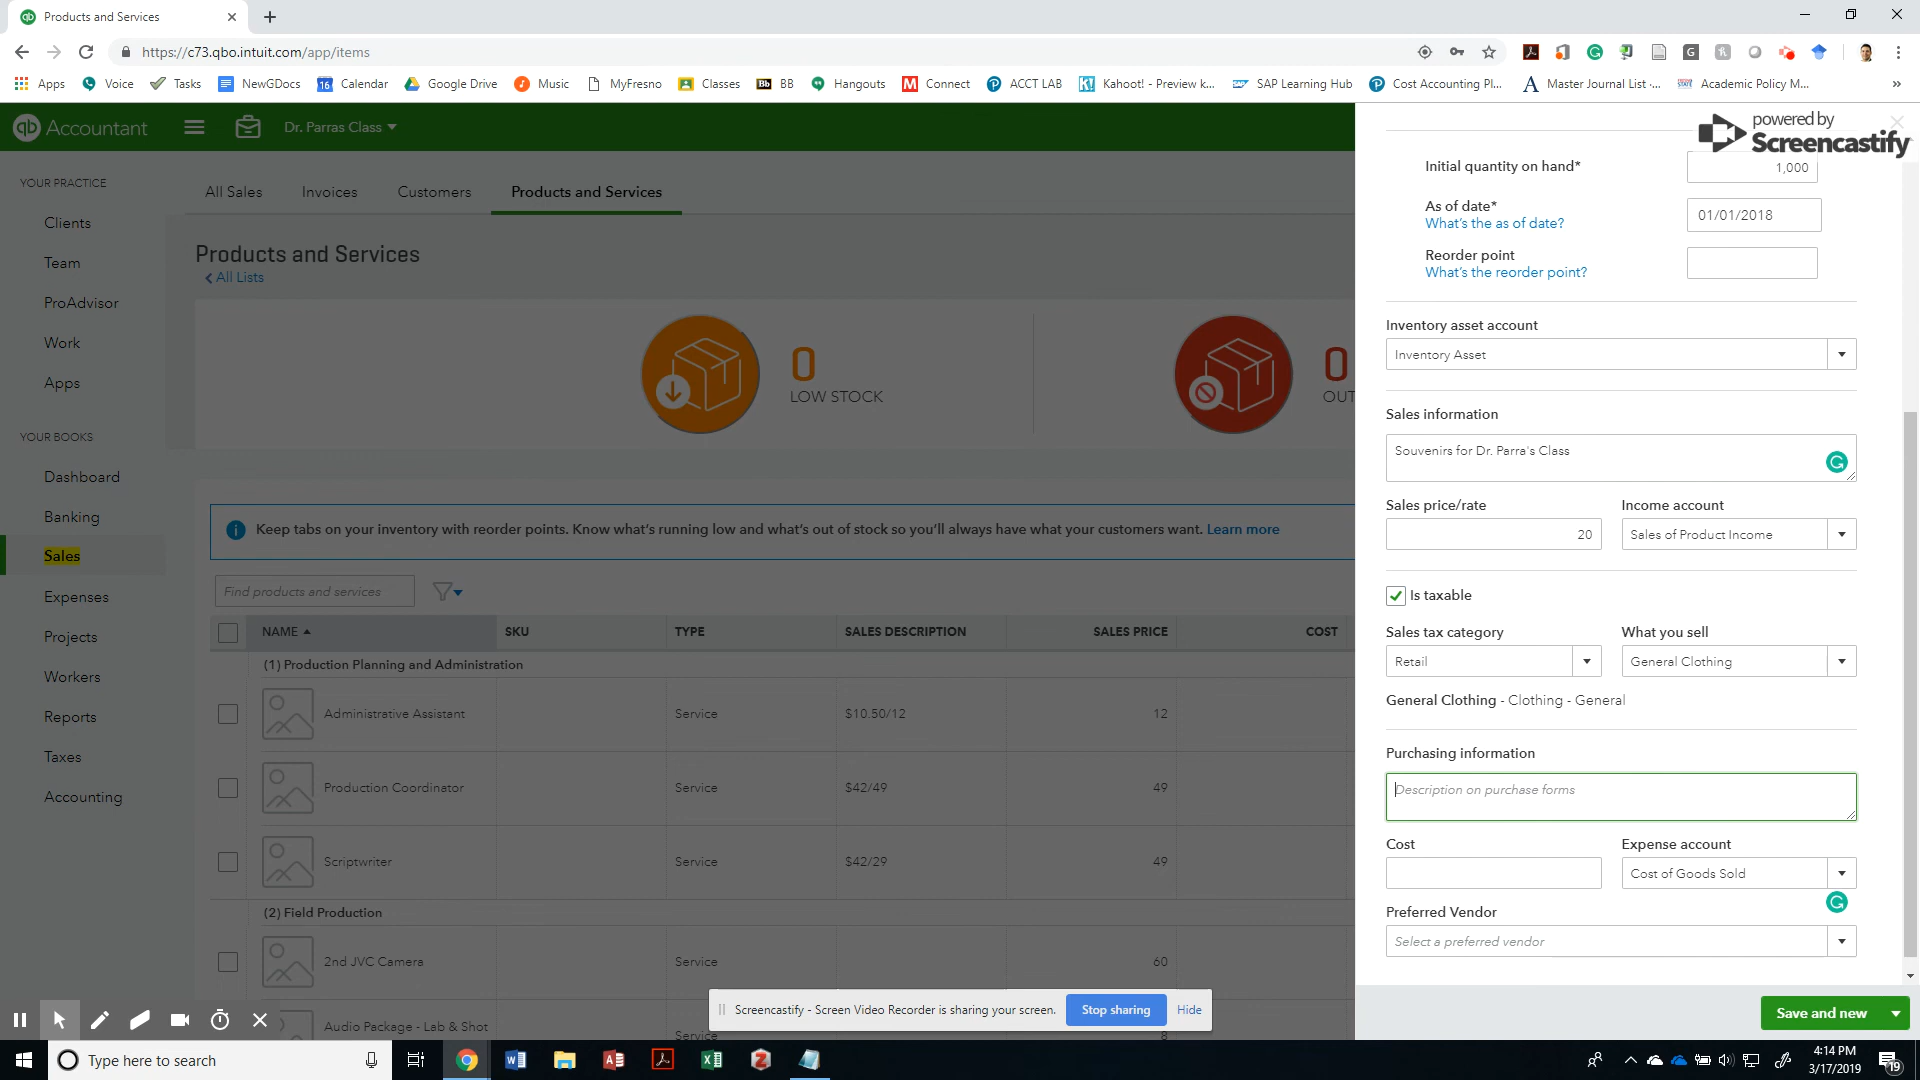 Products and Services
https://c73.qbo.intuit.com/app/items
Apps
Voice
Tasks
NewGDocs
16
Calendar
Google Drive
Music
MyFresno
Classes
Bb
BB
Hangouts
Connect
ACCT LAB
Kahoot! - Preview k...
SAP Learning Hub
Cost Accounting Pl...
Master Journal List -...
Academic Policy M...
qb Accountant
Dr. Parras Class
powered by
Screencastify
YOUR PRACTICE
Clients
Team
ProAdvisor
Work
Apps
YOUR BOOKS
Dashboard
Banking
Sales
Expenses
Projects
Workers
Reports
Taxes
Accounting
All Sales
Invoices
Customers
Products and Services
Products and Services
All Lists
0
LOW STOCK
0
OUT
Keep tabs on your inventory with reorder points. Know what's running low and what's out of stock so you'll always have what your customers want. Learn more
Find products and services
NAME
SKU
TYPE
SALES DESCRIPTION
SALES PRICE
COST
(1) Production Planning and Administration
Administrative Assistant
Service
$10.50/12
12
Production Coordinator
Service
$42/49
49
Scriptwriter
Service
$42/29
49
(2) Field Production
2nd JVC Camera
Service
60
Audio Package - Lab & Shot
Service
8
Initial quantity on hand*
1,000
As of date*
What's the as of date?
01/01/2018
Reorder point
What's the reorder point?
Inventory asset account
Inventory Asset
Sales information
Souvenirs for Dr. Parra's Class
Sales price/rate
20
Income account
Sales of Product Income
Is taxable
Sales tax category
Retail
What you sell
General Clothing
General Clothing - Clothing - General
Purchasing information
Description on purchase forms
Cost
Expense account
Cost of Goods Sold
Preferred Vendor
Select a preferred vendor
Save and new
Screencastify - Screen Video Recorder is sharing your screen.
Stop sharing
Hide
Type here to search
4:14 PM
3/17/2019
19